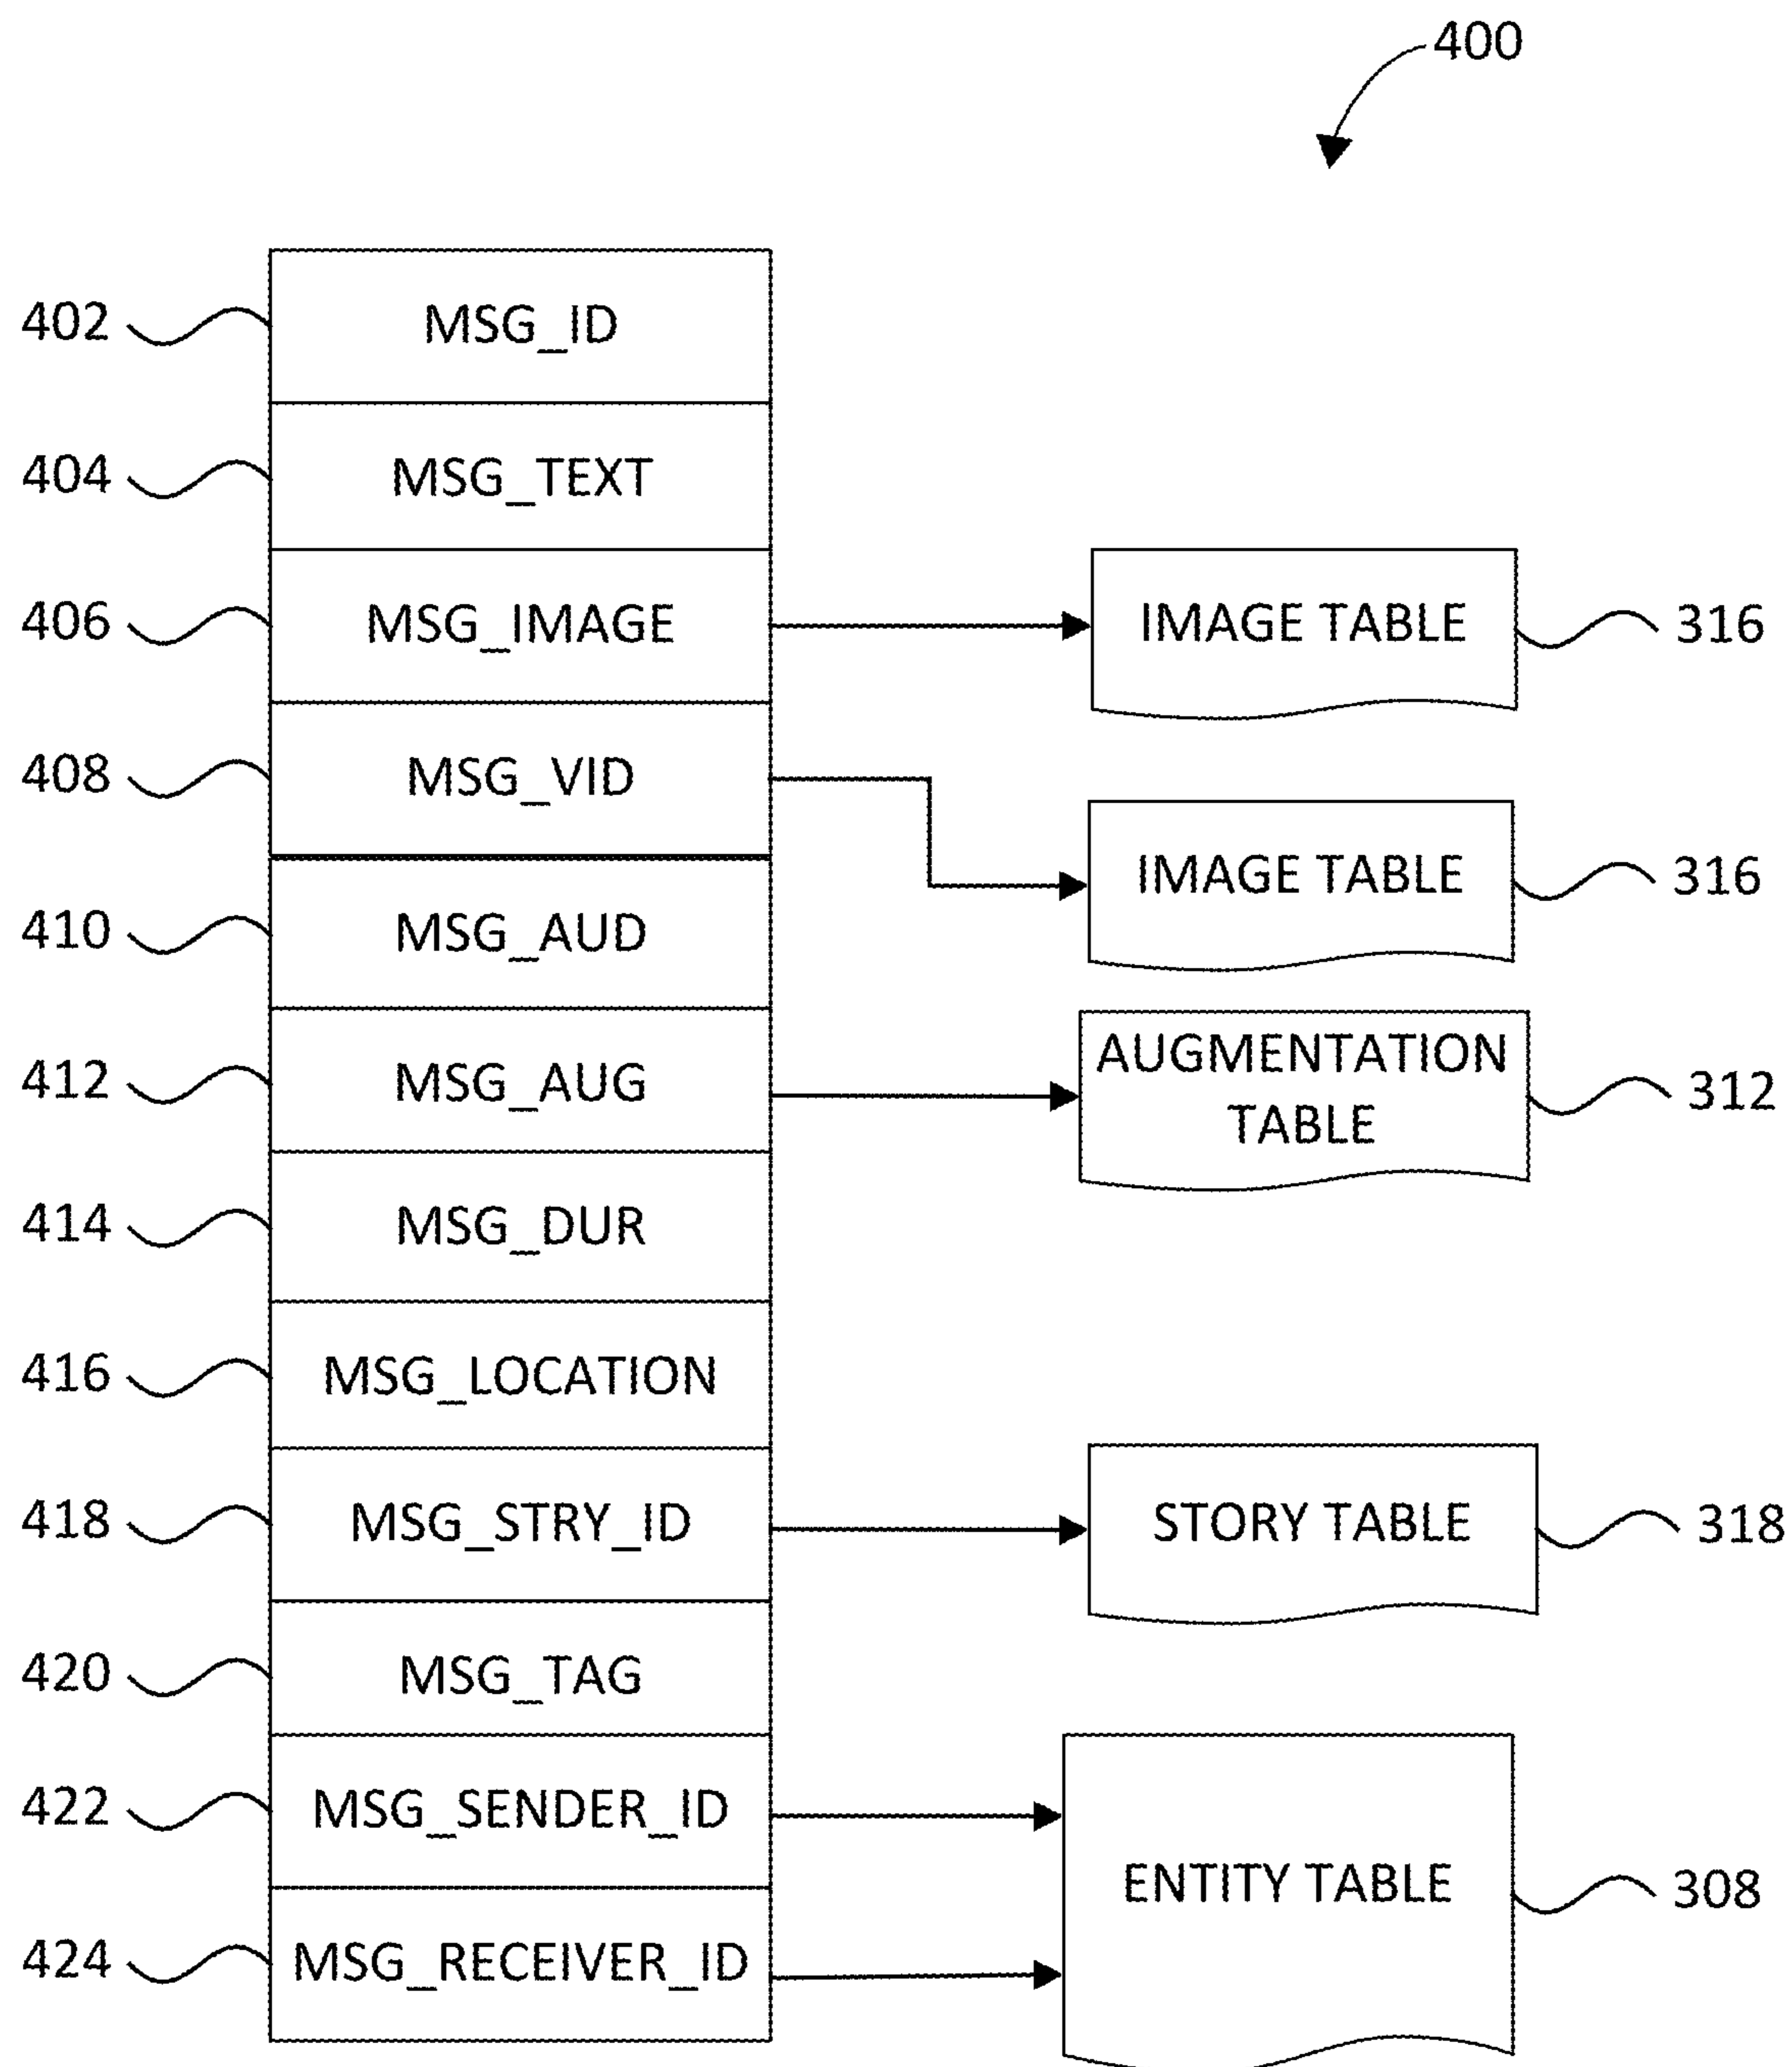 400
402 MSG_ID
404 MSG_TEXT
406 MSG_IMAGE IMAGE TABLE 316
408 MSG_VID
IMAGE TABLE 316
410 MSG_AUD
412 MSG_AUG AUGMENTATION TABLE 312
414 MSG_DUR
416 MSG_LOCATION
418 MSG_STRY_ID STORY TABLE 318
420 MSG_TAG
422 MSG_SENDER_ID
ENTITY TABLE 308
424 MSG_RECEIVER_ID